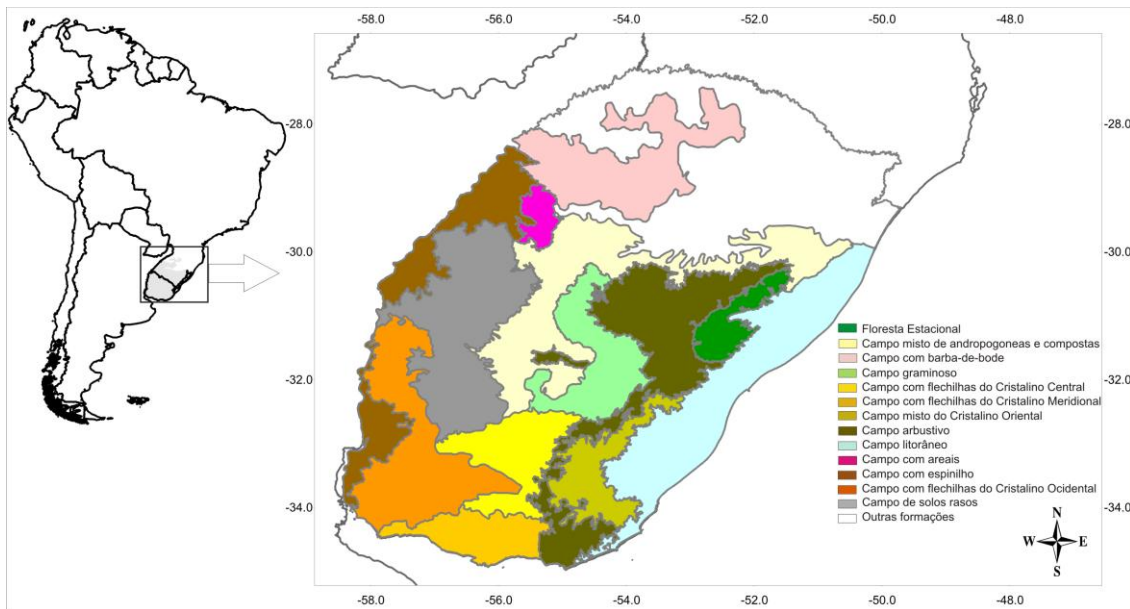 -58.0 -56.0 -54.0 -52.0 -50.0 -48.0
-28.0 -28.0
-30.0 -30.0
-32.0 -32.0
-34.0 -34.0
Floresta Estacional
Campo misto de andropogoneas e compostas
Campo com barba-de-bode
Campo graminoso
Campo com flechilhas do Cristalino Central
Campo com flechilhas do Cristalino Meridional
Campo misto do Cristalino Oriental
Campo arbustivo
Campo litorâneo
Campo com areais
Campo com espinilho
Campo com flechilhas do Cristalino Ocidental
Campo de solos rasos
Outras formações
N
W E
S
-58.0 -56.0 -54.0 -52.0 -50.0 -48.0